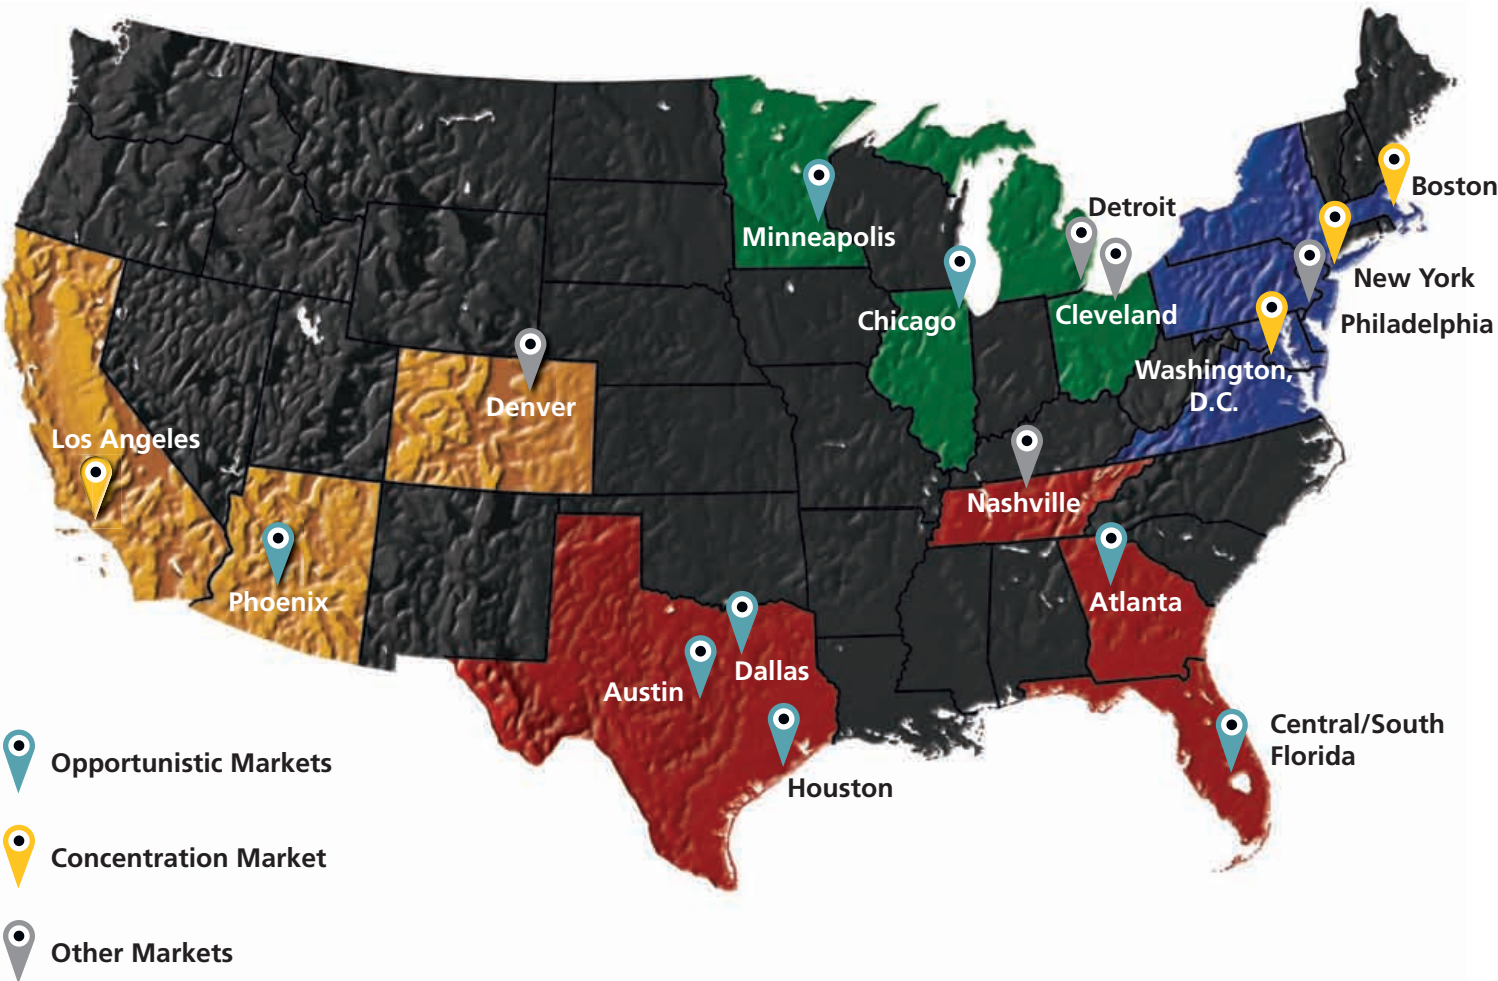 Boston
Detroit
Minneapolis
New York
Chicago
Cleveland
Philadelphia
Washington,
D.C.
Denver
Los Angeles
Nashville
Phoenix
Atlanta
Dallas
Austin
Central/South
Florida
Houston
Opportunistic Markets
Concentration Market
Other Markets